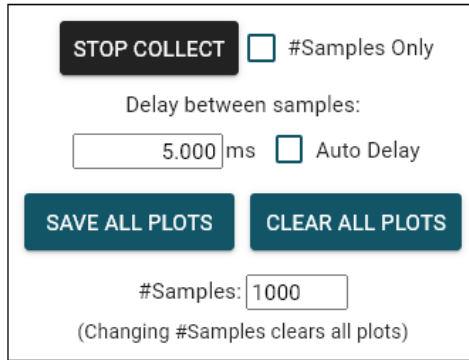 STOP COLLECT #Samples Only
Delay between samples:
5.000 ms Auto Delay
SAVE ALL PLOTS CLEAR ALL PLOTS
#Samples: 1000
(Changing #Samples clears all plots)